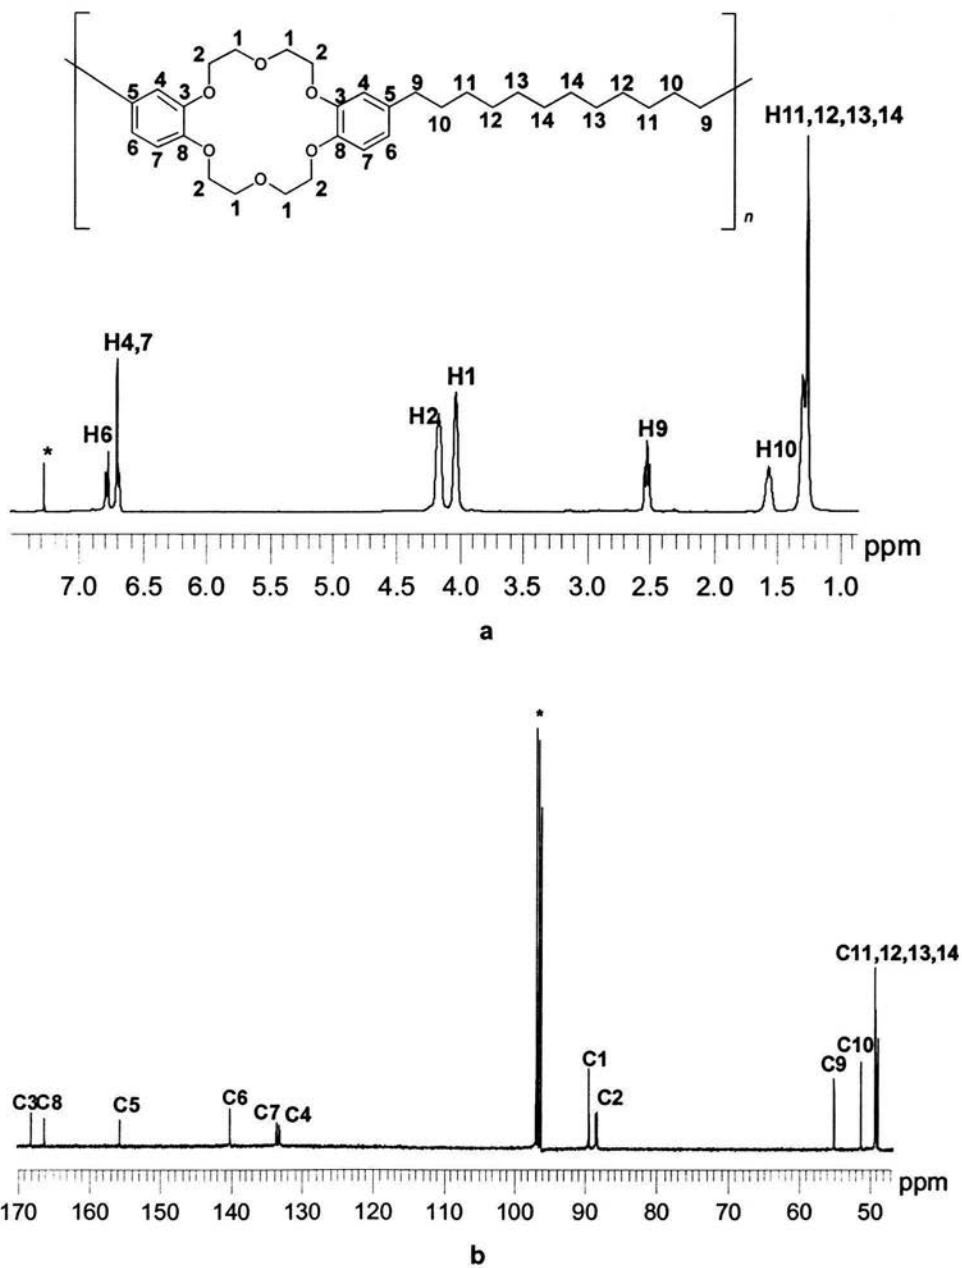 1 1
2 2
O
4 3 O O 3 4 5 9 11 13 14 12 10
5
6 7 8 O O 8 7 6 10 12 14 13 11 9
2 O 2
1 1
n
H11,12,13,14
H4,7
H1
H2
H6
*
H9
H10
7.0 6.5 6.0 5.5 5.0 4.5 4.0 3.5 3.0 2.5 2.0 1.5 1.0 ppm
a
*
C11,12,13,14
C1
C10
C9
C2
C3 C8 C5 C6 C7 C4
170 160 150 140 130 120 110 100 90 80 70 60 50 ppm
b